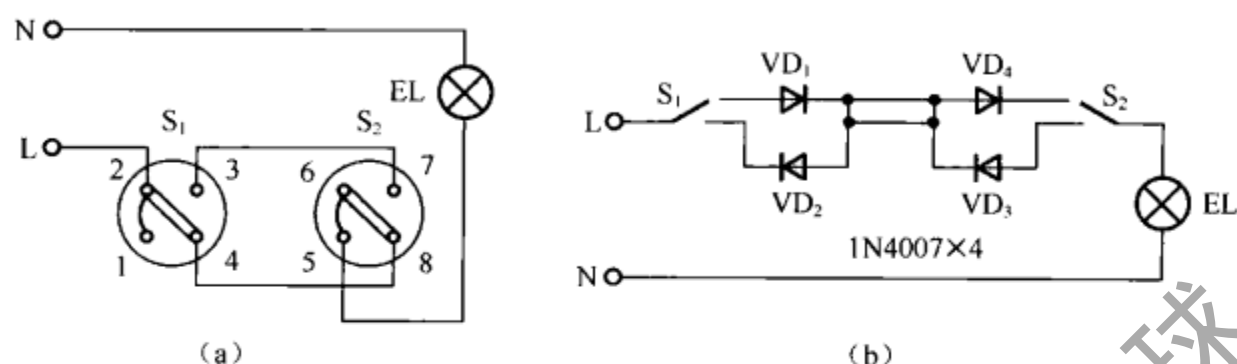 N
EL
L
S₁
S₂
2
3
6
7
1
4
5
8
(a)
VD₁
VD₄
S₁
S₂
L
VD₂
VD₃
EL
1N4007×4
N
(b)
球